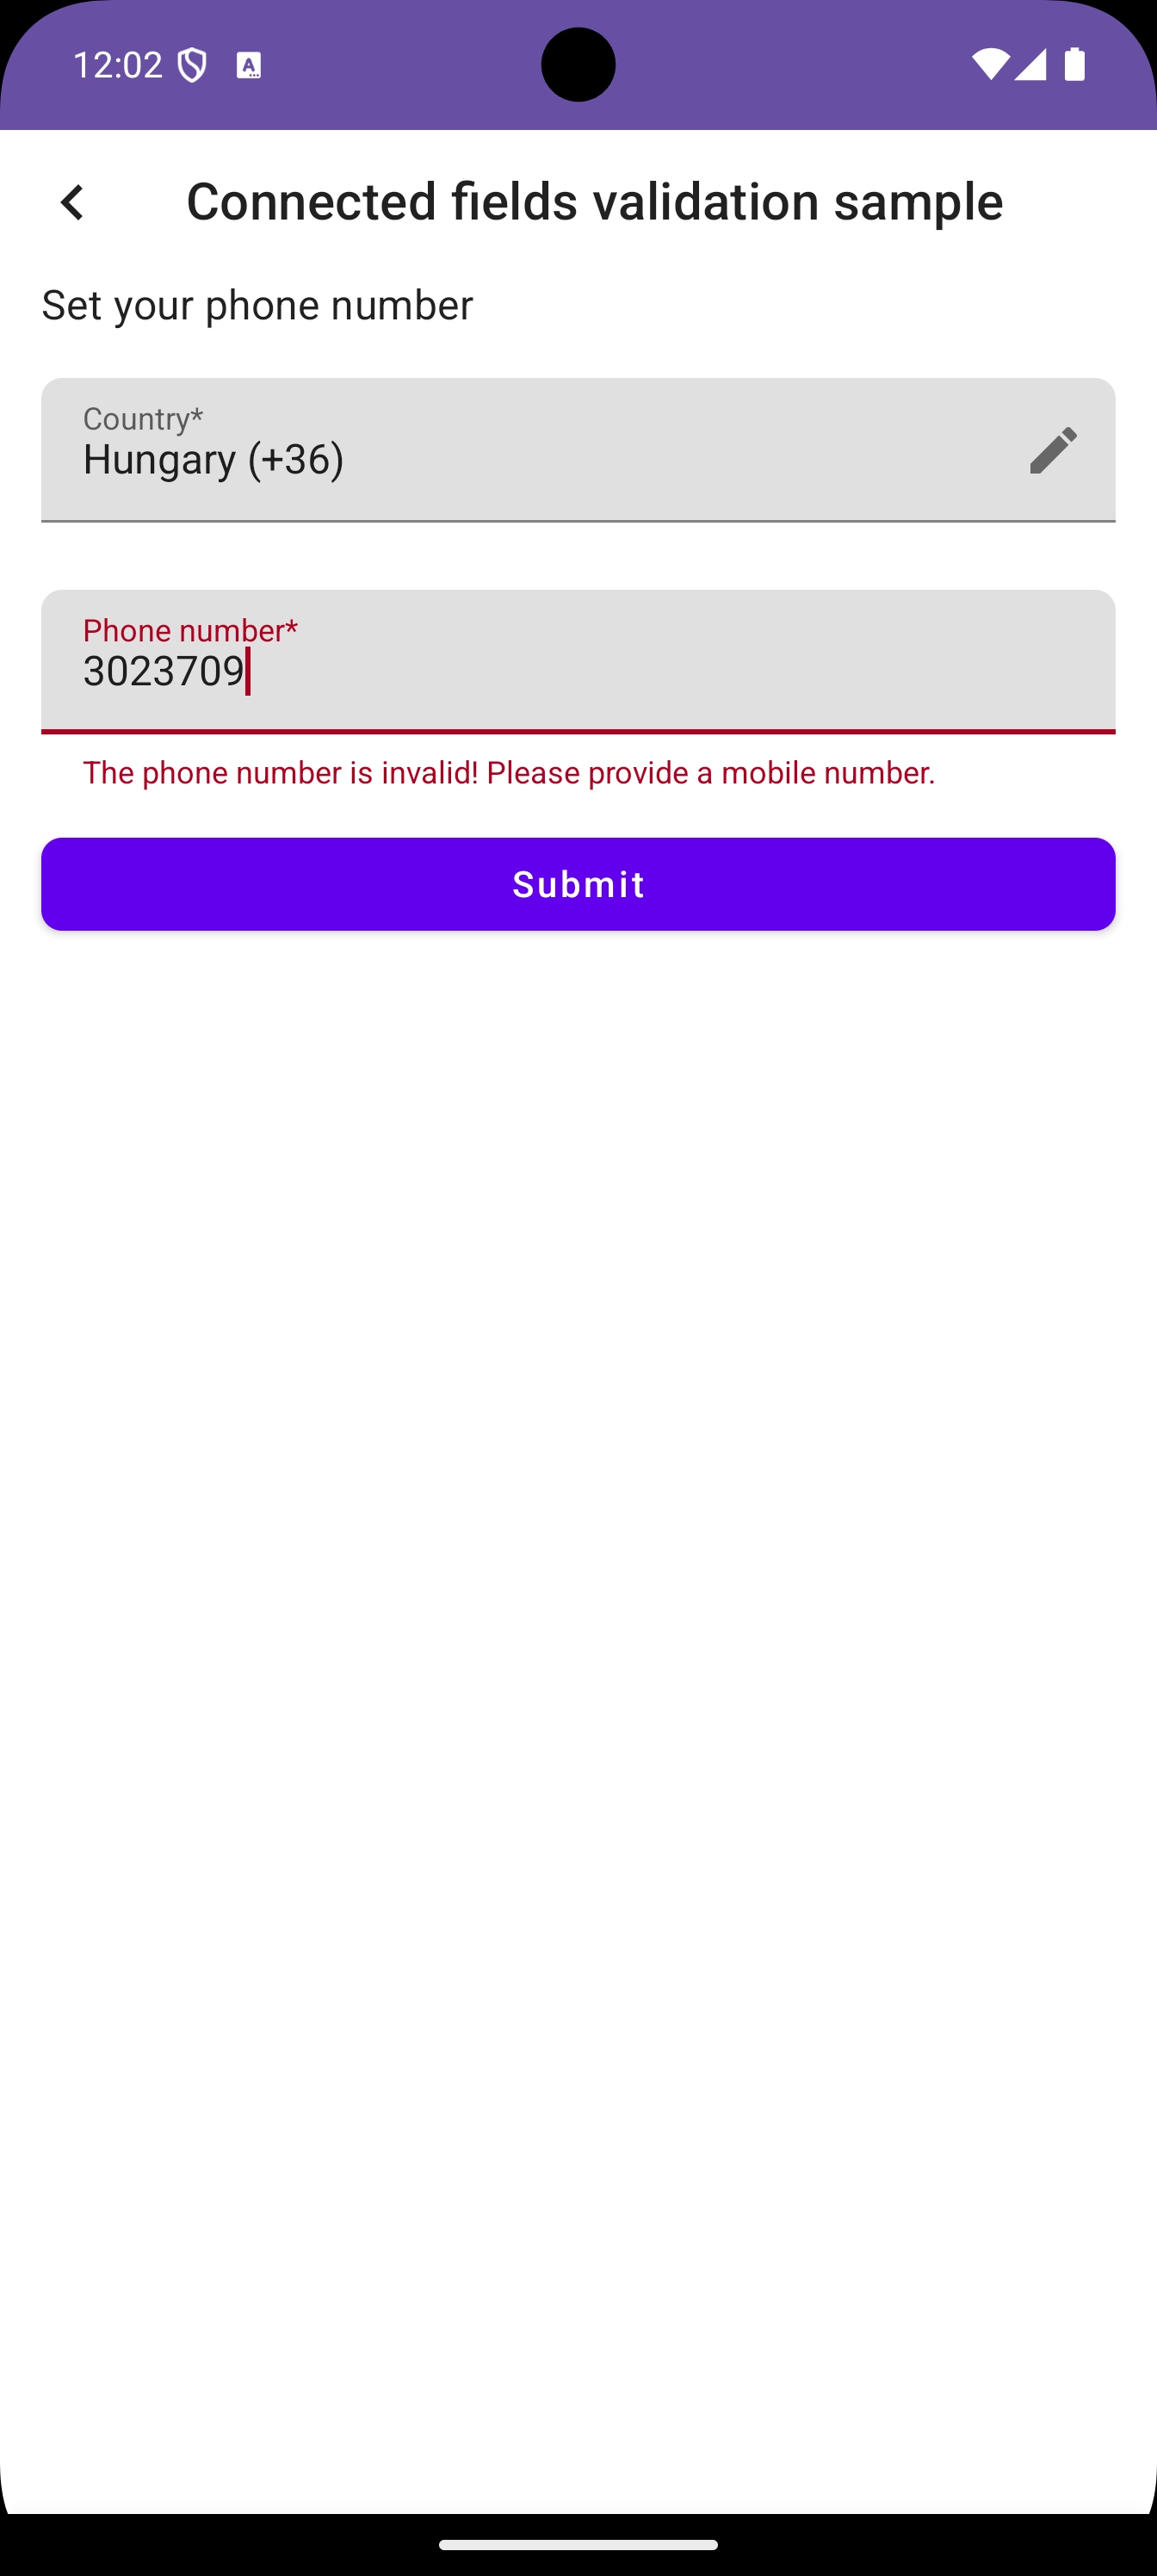 12:02
Connected fields validation sample
Set your phone number
Country*
Hungary (+36)
Phone number*
3023709
The phone number is invalid! Please provide a mobile number.
Submit